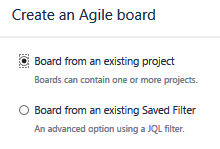 Create an Agile board
Board from an existing project
Boards can contain one or more projects.
Board from an existing Saved Filter
An advanced option using a JQL filter.